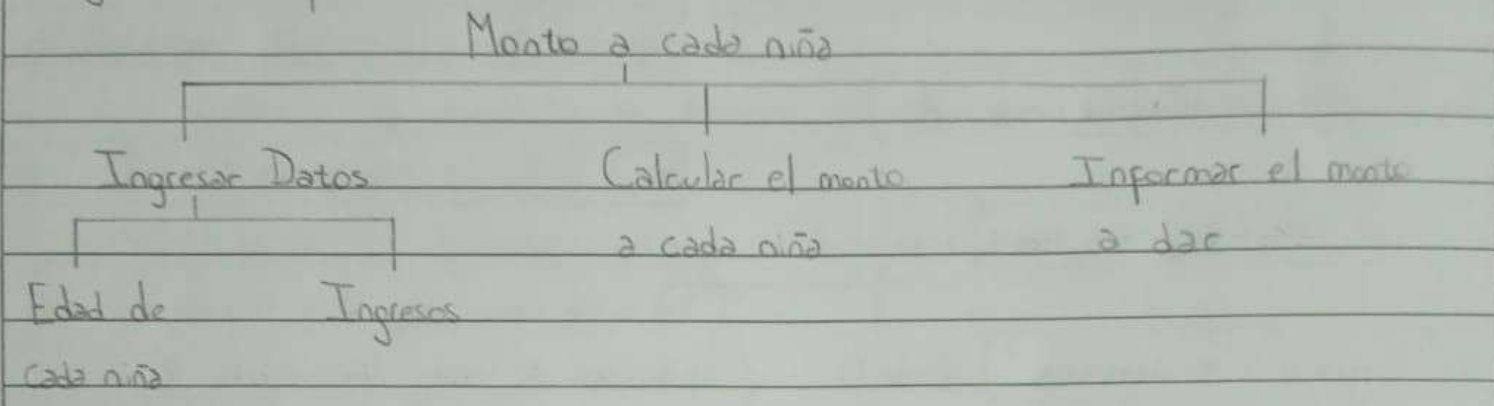 Monto a cada niña
Ingresar Datos Calcular el monto Informar el monto
a cada niña a dar
Edad de Ingresos
cada niña